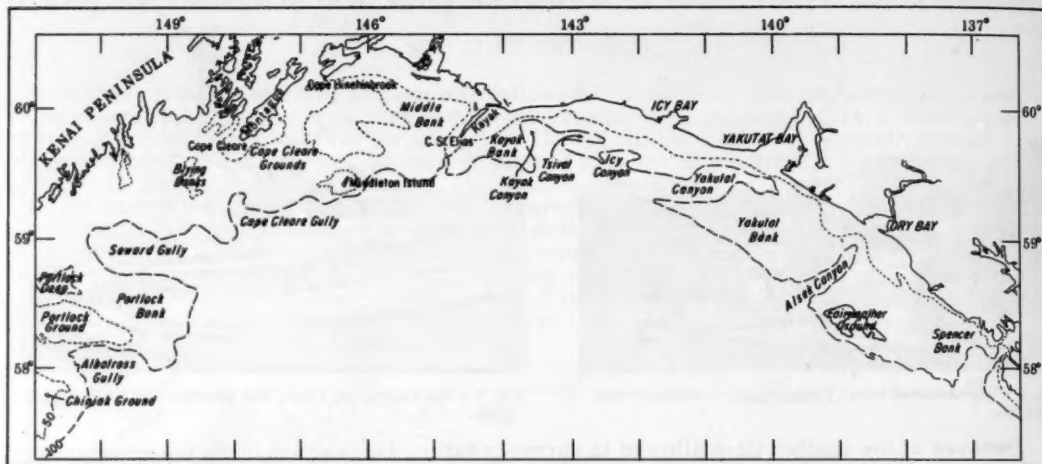 149° 146° 143° 140° 137°
60° 60°
59° 59°
58° 58°
KENAI PENINSULA
Cape Hinchinbrook
Montague
Middle Bank
Cape Cleare
Cape Cleare Grounds
C. St. Elias
Kayak
Kayak Bank
Kayak Canyon
Tsivat Canyon
Icy Canyon
ICY BAY
YAKUTAT BAY
Yakutat Canyon
Middleton Island
Cape Cleare Gully
Seward Gully
Yakutat Bank
DRY BAY
Alsek Canyon
Portlock Deep
Portlock Bank
Portlock Ground
Fairweather Ground
Spencer Bank
Albatross Gully
Chiniak Ground
50
100